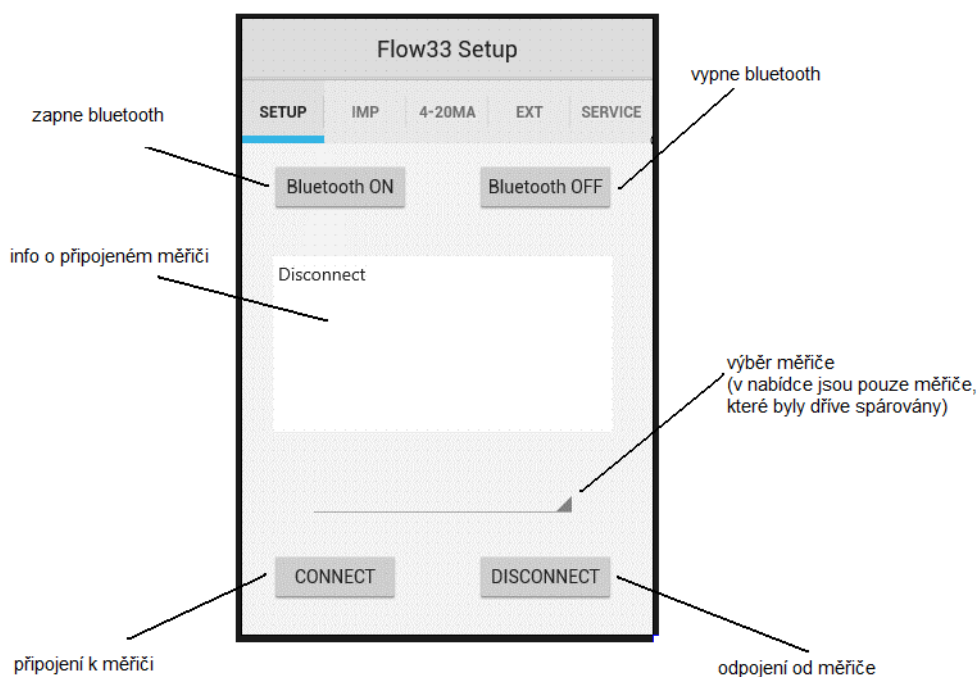 Flow33 Setup
vypne bluetooth
SETUP IMP 4-20MA EXT SERVICE
zapne bluetooth
Bluetooth ON Bluetooth OFF
info o připojeném měřiči
Disconnect
výběr měřiče
(v nabídce jsou pouze měřiče,
které byly dříve spárovány)
CONNECT DISCONNECT
připojení k měřiči
odpojení od měřiče